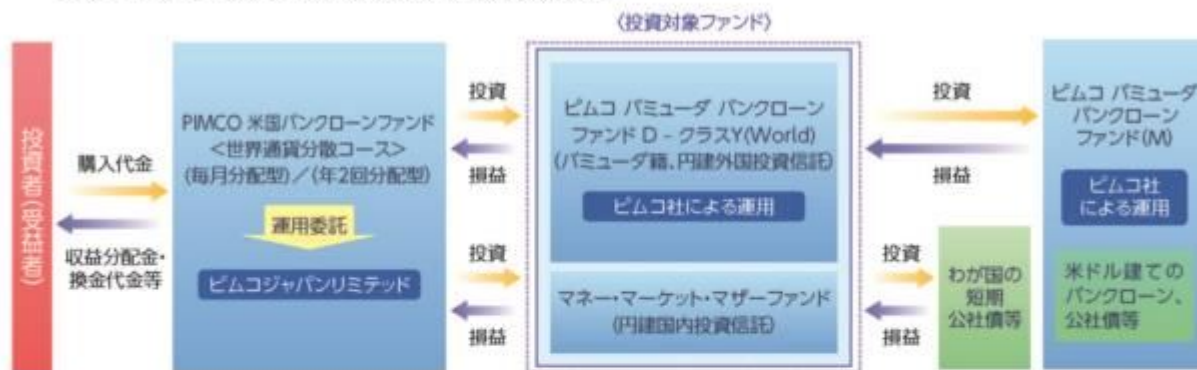 〈投資対象ファンド〉
投資者(受益者)
購入代金
収益分配金・
換金代金等
PIMCO 米国バンクローンファンド
<世界通貨分散コース>
(毎月分配型)／(年2回分配型)
運用委託
ピムコジャパンリミテッド
投資
損益
投資
損益
ピムコ バミューダ バンクローン
ファンド D - クラスY(World)
(バミューダ籍、円建外国投資信託)
ピムコ社による運用
マネー・マーケット・マザーファンド
(円建国内投資信託)
投資
損益
投資
損益
わが国の
短期
公社債等
ピムコ バミューダ
バンクローン
ファンド(M)
ピムコ社
による運用
米ドル建ての
バンクローン、
公社債等